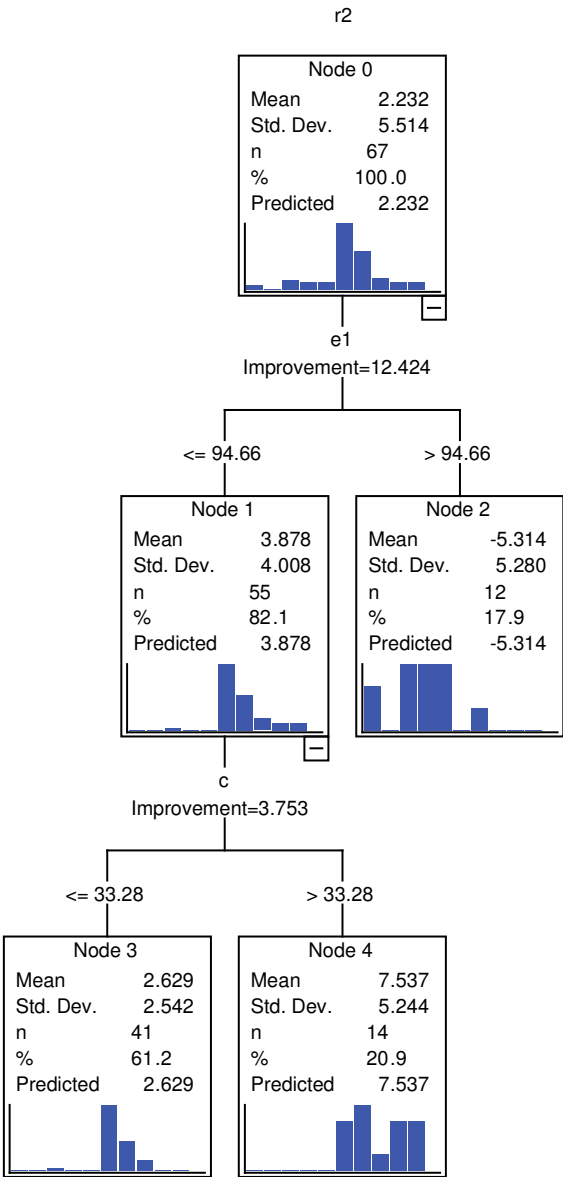 r2
Node 0
Mean 2.232
Std. Dev. 5.514
n 67
% 100.0
Predicted 2.232
e1
Improvement=12.424
<= 94.66
> 94.66
Node 1
Mean 3.878
Std. Dev. 4.008
n 55
% 82.1
Predicted 3.878
Node 2
Mean -5.314
Std. Dev. 5.280
n 12
% 17.9
Predicted -5.314
c
Improvement=3.753
<= 33.28
> 33.28
Node 3
Mean 2.629
Std. Dev. 2.542
n 41
% 61.2
Predicted 2.629
Node 4
Mean 7.537
Std. Dev. 5.244
n 14
% 20.9
Predicted 7.537